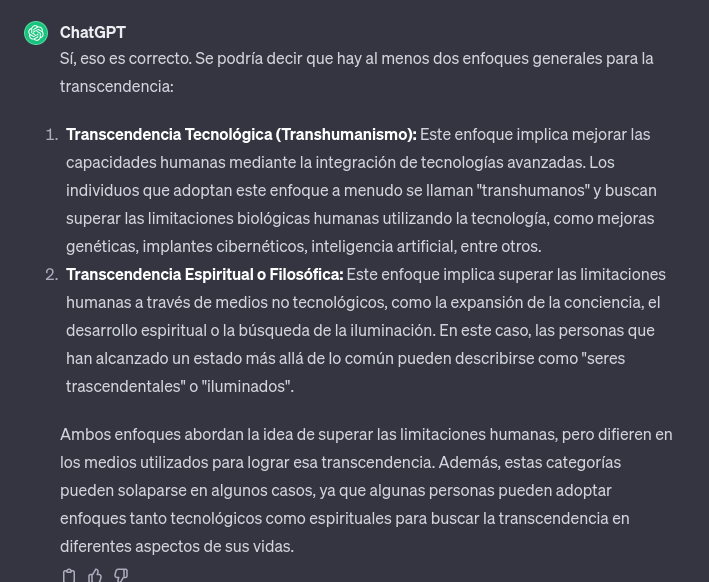 ChatGPT
Sí, eso es correcto. Se podría decir que hay al menos dos enfoques generales para la
transcendencia:
1. Transcendencia Tecnológica (Transhumanismo): Este enfoque implica mejorar las
capacidades humanas mediante la integración de tecnologías avanzadas. Los
individuos que adoptan este enfoque a menudo se llaman "transhumanos" y buscan
superar las limitaciones biológicas humanas utilizando la tecnología, como mejoras
genéticas, implantes cibernéticos, inteligencia artificial, entre otros.
2. Transcendencia Espiritual o Filosófica: Este enfoque implica superar las limitaciones
humanas a través de medios no tecnológicos, como la expansión de la conciencia, el
desarrollo espiritual o la búsqueda de la iluminación. En este caso, las personas que
han alcanzado un estado más allá de lo común pueden describirse como "seres
trascendentales" o "iluminados".
Ambos enfoques abordan la idea de superar las limitaciones humanas, pero difieren en
los medios utilizados para lograr esa transcendencia. Además, estas categorías
pueden solaparse en algunos casos, ya que algunas personas pueden adoptar
enfoques tanto tecnológicos como espirituales para buscar la transcendencia en
diferentes aspectos de sus vidas.